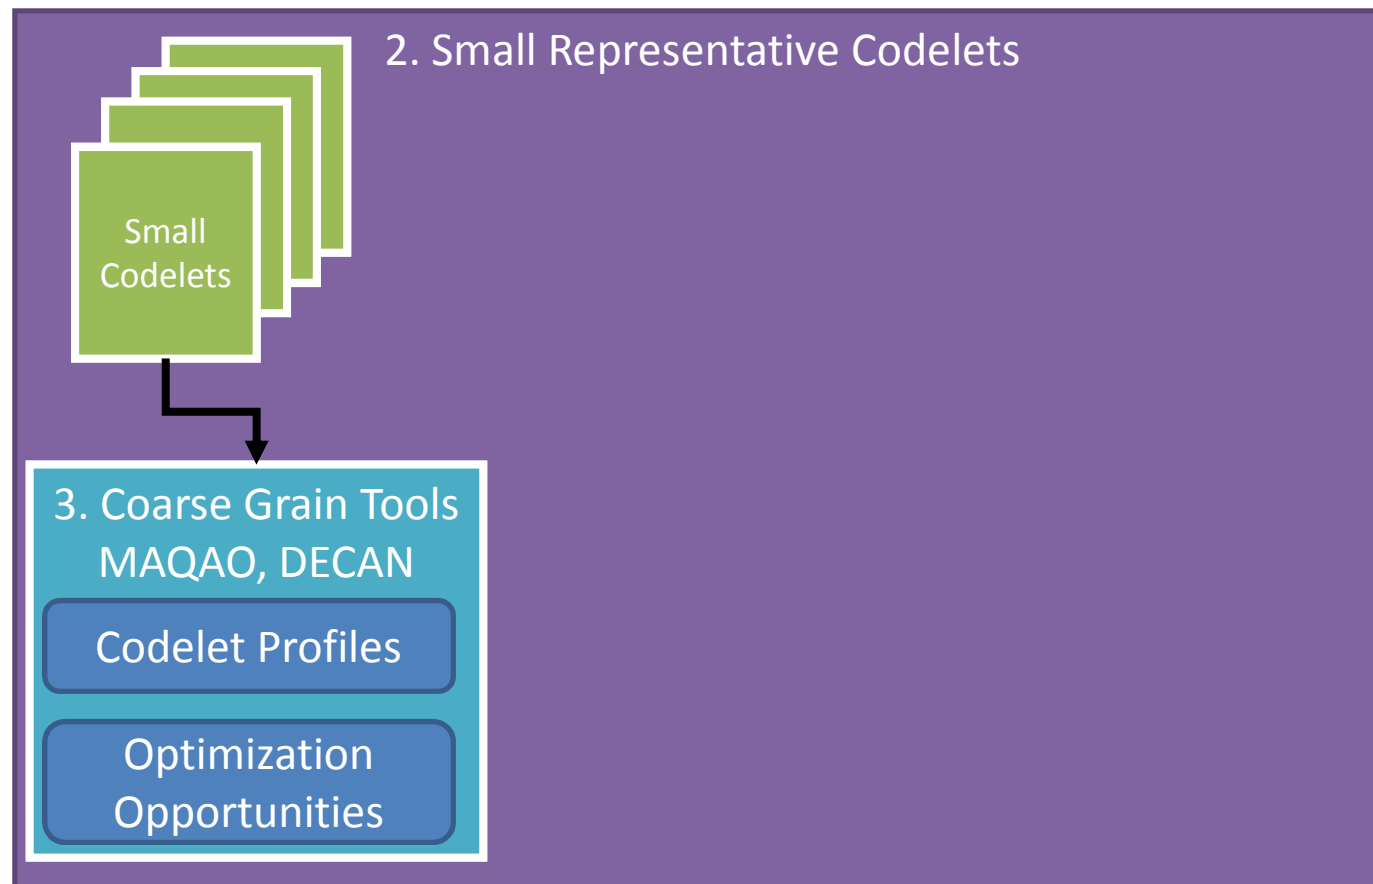 2. Small Representative Codelets
Small
Codelets
3. Coarse Grain Tools
MAQAO, DECAN
Codelet Profiles
Optimization
Opportunities